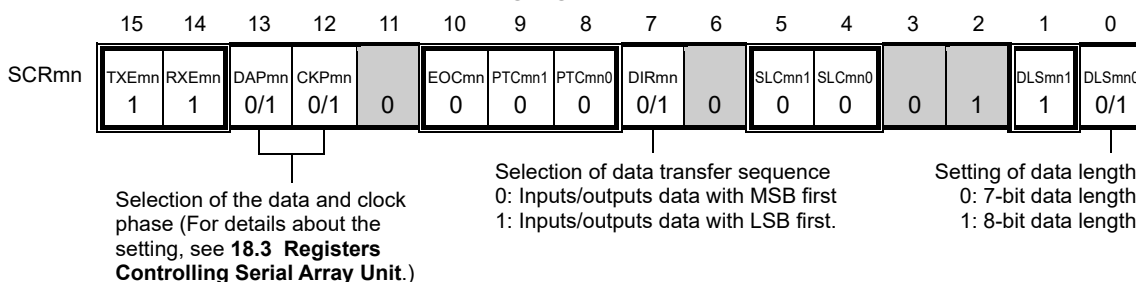 15 14 13 12 11 10 9 8 7 6 5 4 3 2 1 0
SCRmn TXEmn RXEmn DAPmn CKPmn EOCmn PTCmn1 PTCmn0 DIRmn SLCmn1 SLCmn0 DLSmn1 DLSmn0
1 1 0/1 0/1 0 0 0 0 0/1 0 0 0 0 1 1 0/1
Selection of the data and clock
phase (For details about the
setting, see 18.3 Registers
Controlling Serial Array Unit.)
Selection of data transfer sequence
0: Inputs/outputs data with MSB first
1: Inputs/outputs data with LSB first.
Setting of data length
0: 7-bit data length
1: 8-bit data length